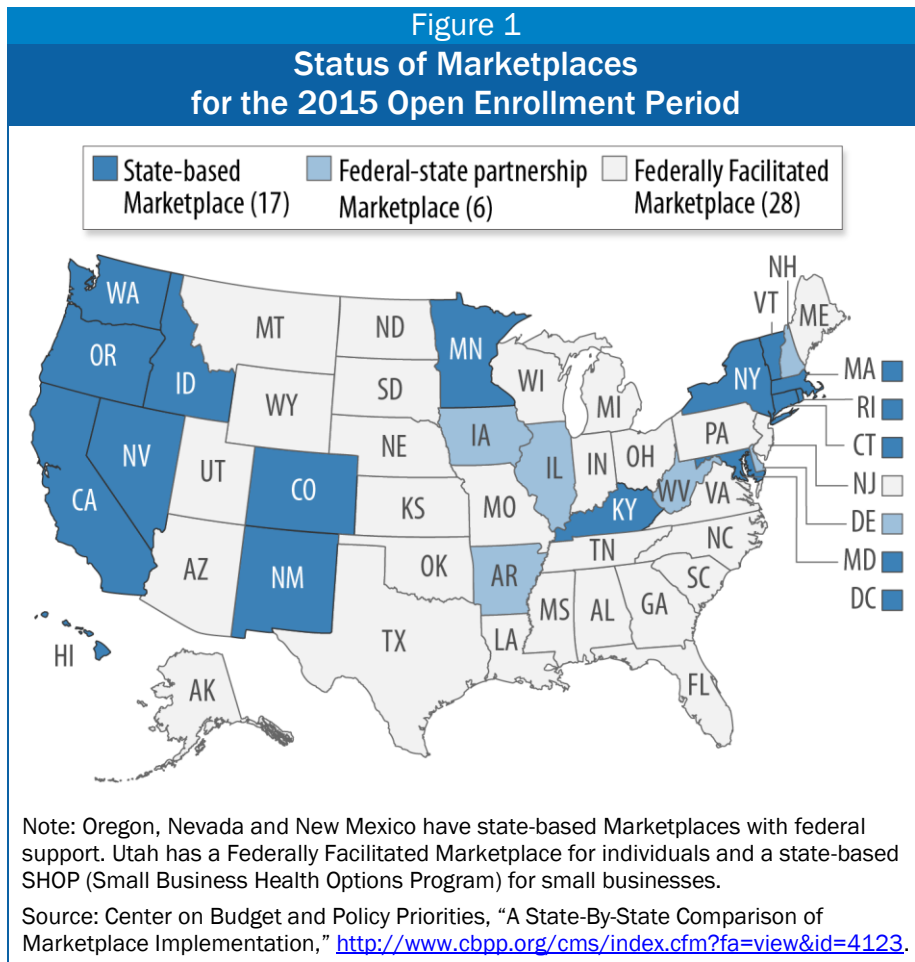 Figure 1
Status of Marketplaces
for the 2015 Open Enrollment Period
State-based
Marketplace (17)
Federal-state partnership
Marketplace (6)
Federally Facilitated
Marketplace (28)
NH
VT
WA
MT
ND
MN
ME
OR
ID
WY
SD
WI
MI
NY
MA
RI
CT
NV
UT
CO
NE
IA
IL
IN
OH
PA
NJ
CA
KS
MO
KY
WV
VA
DE
MD
DC
AZ
NM
OK
AR
TN
NC
SC
TX
LA
MS
AL
GA
FL
HI
AK
Note: Oregon, Nevada and New Mexico have state-based Marketplaces with federal
support. Utah has a Federally Facilitated Marketplace for individuals and a state-based
SHOP (Small Business Health Options Program) for small businesses.
Source: Center on Budget and Policy Priorities, “A State-By-State Comparison of
Marketplace Implementation,” http://www.cbpp.org/cms/index.cfm?fa=view&id=4123.